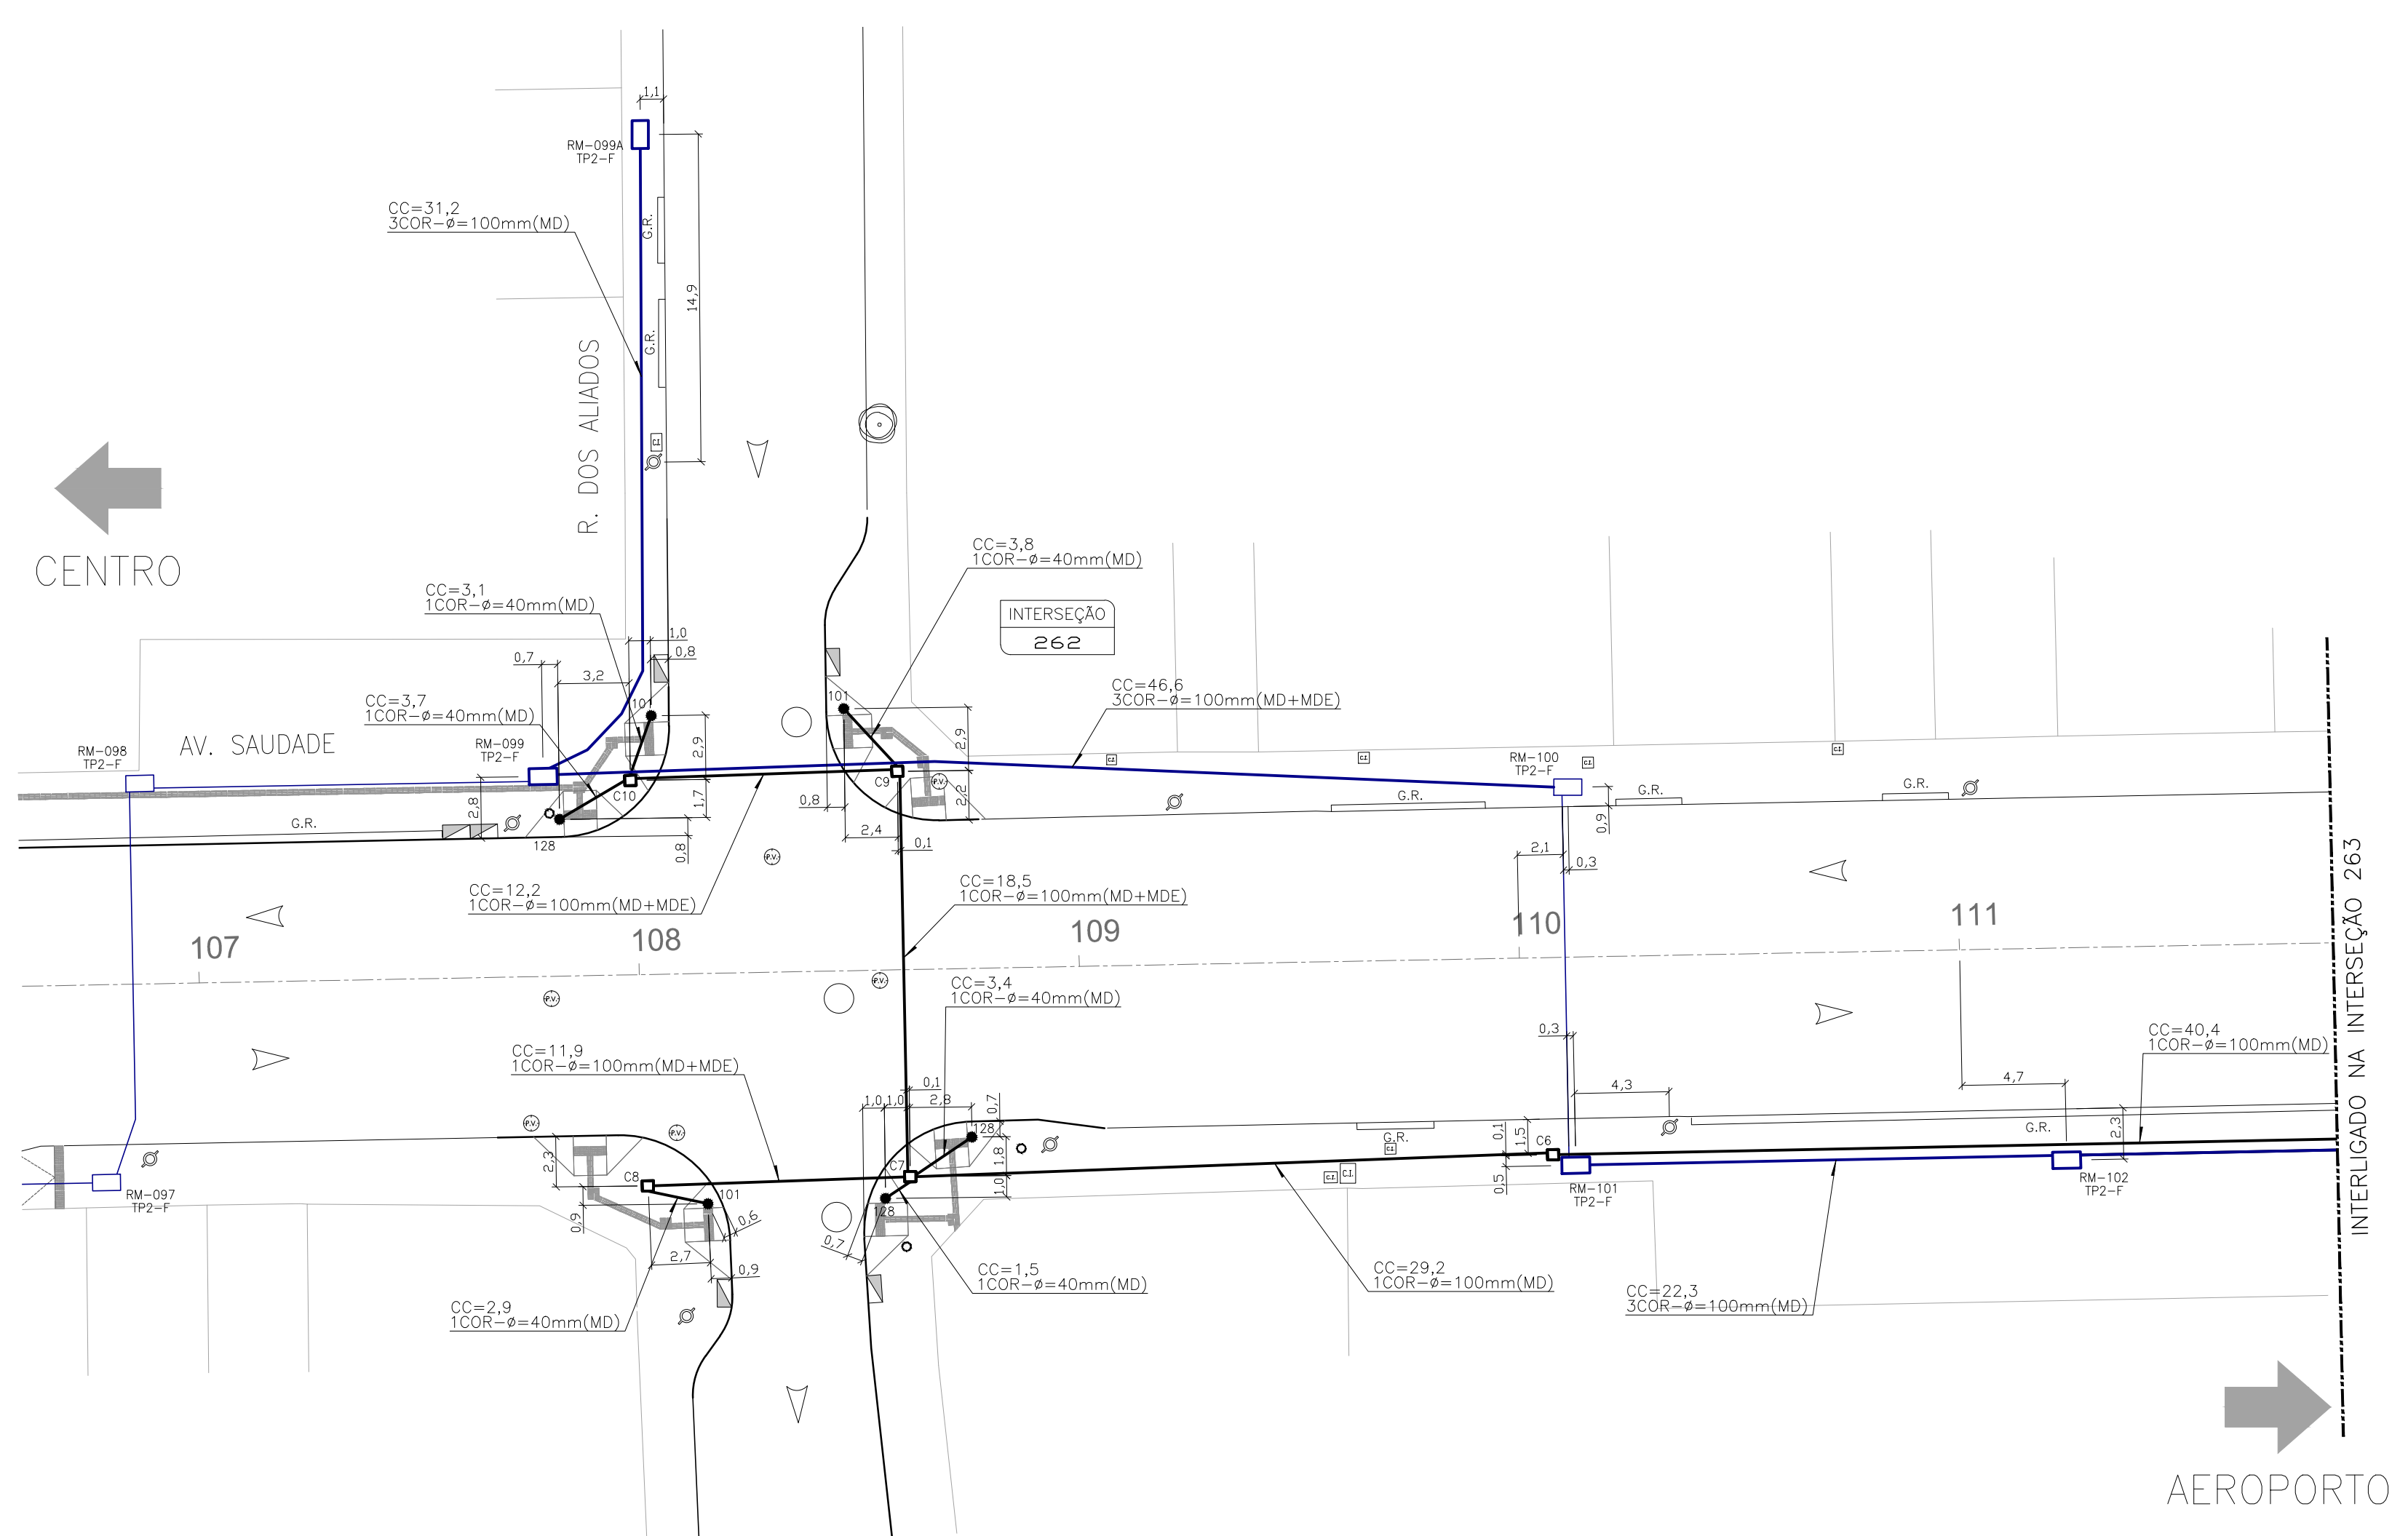 1,1
RM-099A
TP2-F
CC=31,2
3COR-ø=100mm(MD)
G.R.
14,9
G.R.
R. DOS ALIADOS
C.I.
CENTRO
CC=3,8
1COR-ø=40mm(MD)
CC=3,1
1COR-ø=40mm(MD)
INTERSEÇÃO
262
1,0
0,8
0,7
3,2
CC=3,7
1COR-ø=40mm(MD)
101
101
CC=46,6
3COR-ø=100mm(MD+MDE)
AV. SAUDADE
RM-098
TP2-F
RM-099
TP2-F
2,9
2,9
RM-100
TP2-F
C.I.
C.I.
C.I.
C.I.
C10
C9
P.V.
2,8
1,7
2,2
0,8
G.R.
G.R.
G.R.
G.R.
128
0,8
2,4
0,1
P.V.
0,9
2,1
0,3
CC=12,2
1COR-ø=100mm(MD+MDE)
CC=18,5
1COR-ø=100mm(MD+MDE)
107
108
109
110
111
INTERLIGADO NA INTERSEÇÃO 263
P.V.
P.V.
CC=3,4
1COR-ø=40mm(MD)
CC=11,9
1COR-ø=100mm(MD+MDE)
0,3
CC=40,4
1COR-ø=100mm(MD)
0,1
1,0
1,0
2,8
0,7
4,3
4,7
P.V.
P.V.
128
1,8
G.R.
C.I.
0,1
1,5
C6
G.R.
2,3
2,3
C8
C7
1,0
C.I.
C.I.
0,5
RM-097
TP2-F
101
128
RM-101
TP2-F
RM-102
TP2-F
0,9
0,6
0,7
2,7
0,9
CC=1,5
1COR-ø=40mm(MD)
CC=29,2
1COR-ø=100mm(MD)
CC=22,3
3COR-ø=100mm(MD)
CC=2,9
1COR-ø=40mm(MD)
AEROPORTO